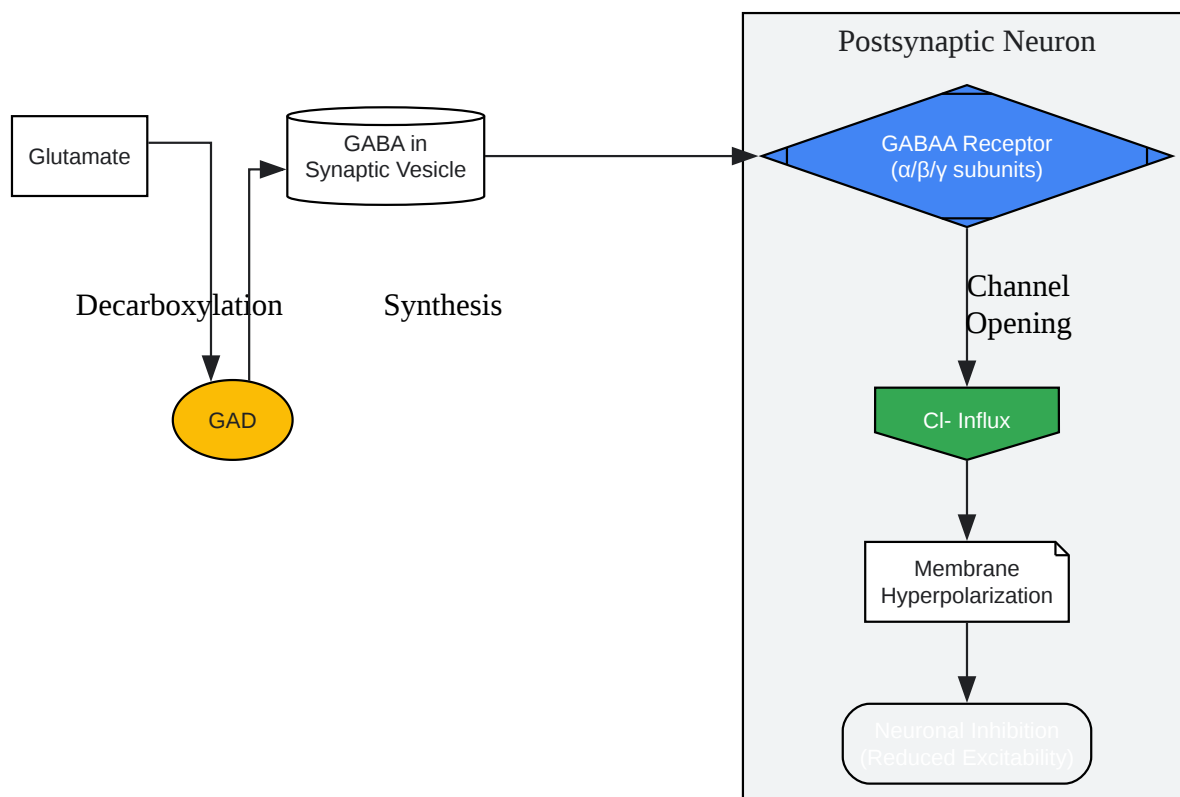 Postsynaptic Neuron
Glutamate
GABA in
Synaptic Vesicle
GABAA Receptor
(α/β/γ subunits)
Decarboxylation
Synthesis
Channel
Opening
GAD
Cl- Influx
Membrane
Hyperpolarization
Neuronal Inhibition
(Reduced Excitability)